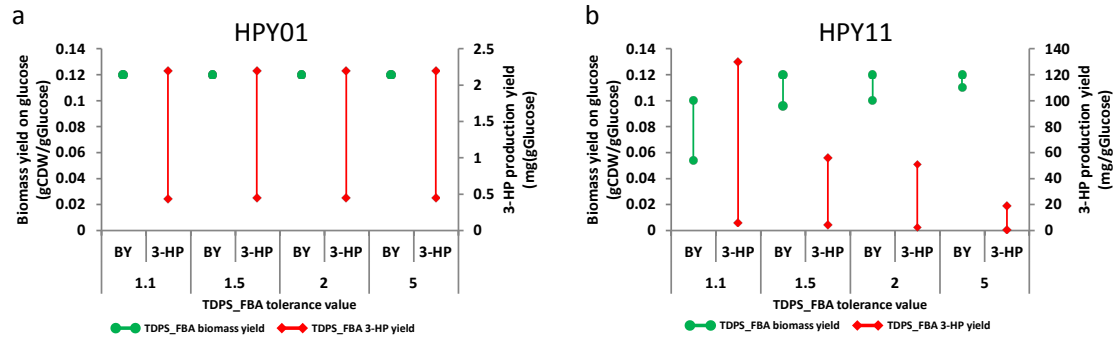 a
HPY01
Biomass yield on glucose
(gCDW/gGlucose)
0.14
0.12
0.1
0.08
0.06
0.04
0.02
0
2.5
2
1.5
1
0.5
0
3-HP production yield
(mg(gGlucose)
BY 3-HP BY 3-HP BY 3-HP BY 3-HP
1.1 1.5 2 5
TDPS_FBA tolerance value
TDPS_FBA biomass yield TDPS_FBA 3-HP yield
b
HPY11
Biomass yield on glucose
(gCDW/gGlucose)
0.14
0.12
0.1
0.08
0.06
0.04
0.02
0
140
120
100
80
60
40
20
0
3-HP production yield
(mg/gGlucose)
BY 3-HP BY 3-HP BY 3-HP BY 3-HP
1.1 1.5 2 5
TDPS_FBA tolerance value
TDPS_FBA biomass yield TDPS_FBA 3-HP yield